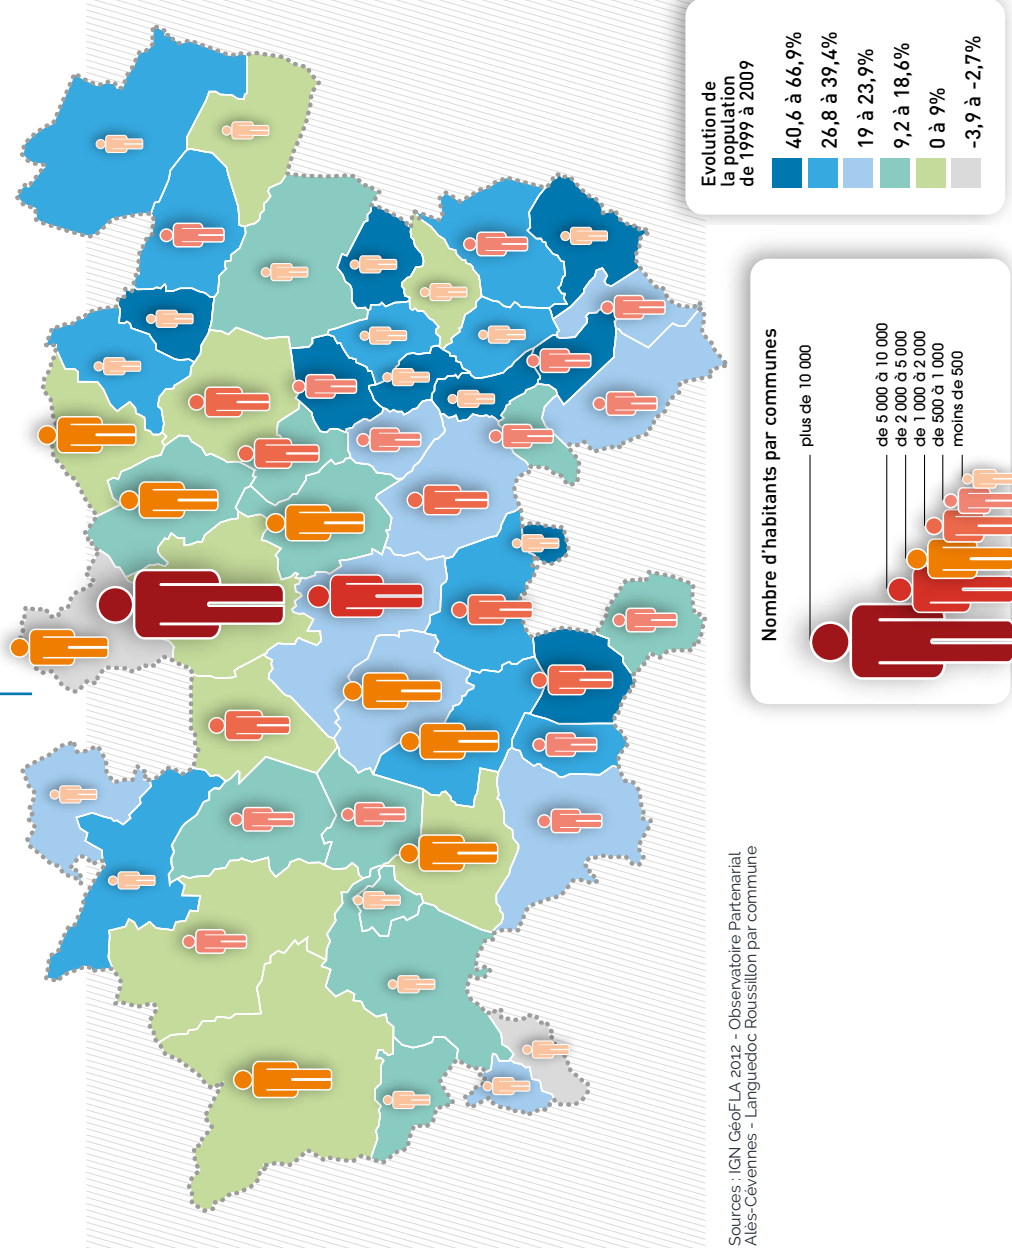 Evolution de
la population
de 1999 à 2009
40,6 à 66,9%
26,8 à 39,4%
19 à 23,9%
9,2 à 18,6%
0 à 9%
-3,9 à -2,7%
Nombre d'habitants par communes
plus de 10 000
de 5 000 à 10 000
de 2 000 à 5 000
de 1 000 à 2 000
de 500 à 1 000
moins de 500
Sources : IGN GéoFLA 2012 - Observatoire Partenarial
Alès-Cévennes - Languedoc Roussillon par commune